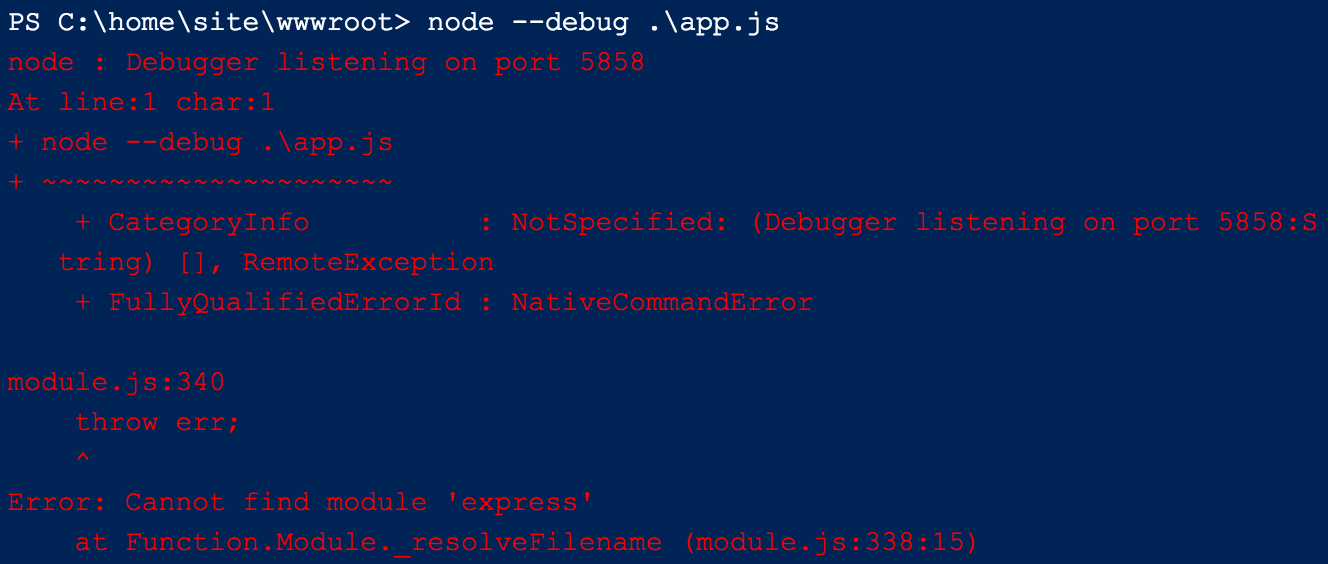 PS C:\home\site\wwwroot> node --debug .\app.js
node : Debugger listening on port 5858
At line:1 char:1
+ node --debug .\app.js
+ ~~~~~~~~~~~~~~~~~~~~~
    + CategoryInfo          : NotSpecified: (Debugger listening on port 5858:S
   tring) [], RemoteException
    + FullyQualifiedErrorId : NativeCommandError

module.js:340
    throw err;
    ^
Error: Cannot find module 'express'
    at Function.Module._resolveFilename (module.js:338:15)